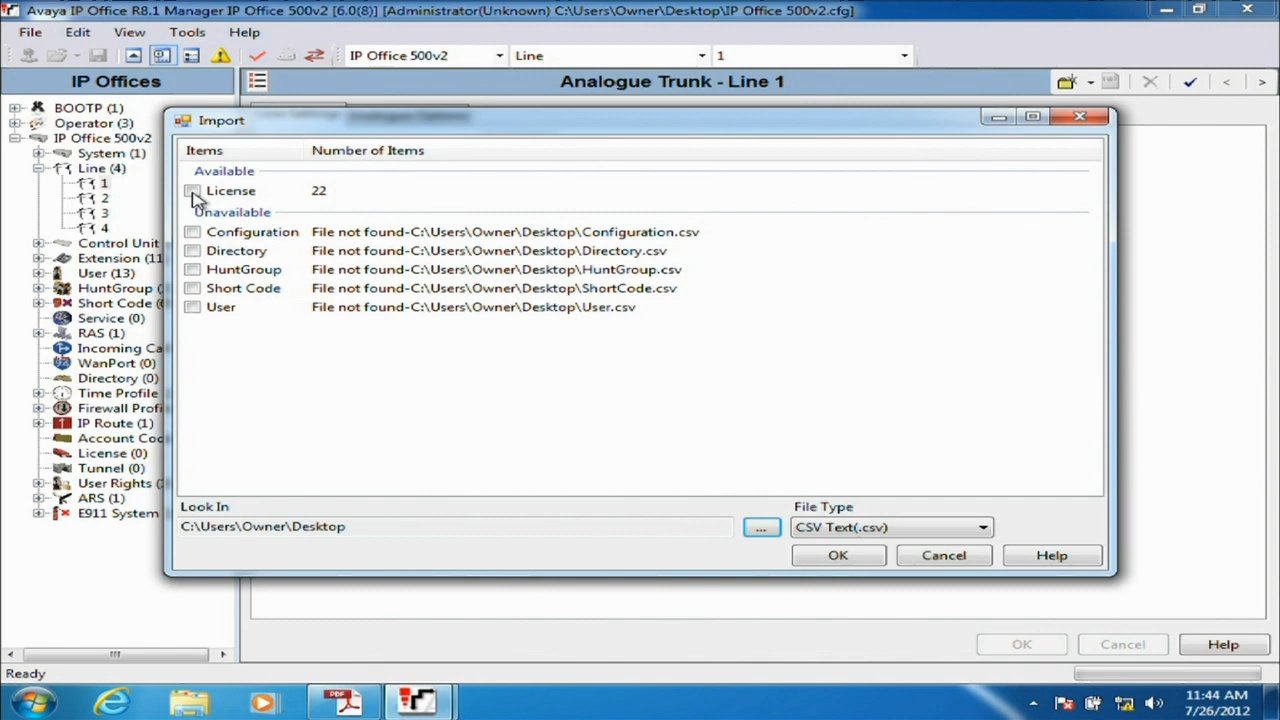 Avaya IP Office R8.1 Manager IP Office 500v2 [6.0(8)] [Administrator(Unknown) C:\Users\Owner\Desktop\IP Office 500v2.cfg]
File Edit View Tools Help
IP Office 500v2 Line 1
IP Offices
Analogue Trunk - Line 1
BOOTP (1)
Operator (3)
IP Office 500v2
System (1)
Line (4)
1
2
3
4
Control Unit
Extension (11
User (13)
HuntGroup (
Short Code (6
Service (0)
RAS (1)
Incoming Ca
WanPort (0)
Directory (0)
Time Profile
Firewall Profi
IP Route (1)
Account Cod
License (0)
Tunnel (0)
User Rights (
ARS (1)
E911 System
Import
Items Number of Items
Available
License 22
Unavailable
Configuration File not found-C:\Users\Owner\Desktop\Configuration.csv
Directory File not found-C:\Users\Owner\Desktop\Directory.csv
HuntGroup File not found-C:\Users\Owner\Desktop\HuntGroup.csv
Short Code File not found-C:\Users\Owner\Desktop\ShortCode.csv
User File not found-C:\Users\Owner\Desktop\User.csv
Look In File Type
C:\Users\Owner\Desktop ... CSV Text(.csv)
OK Cancel Help
OK Cancel Help
Ready
PDF
11:44 AM
7/26/2012